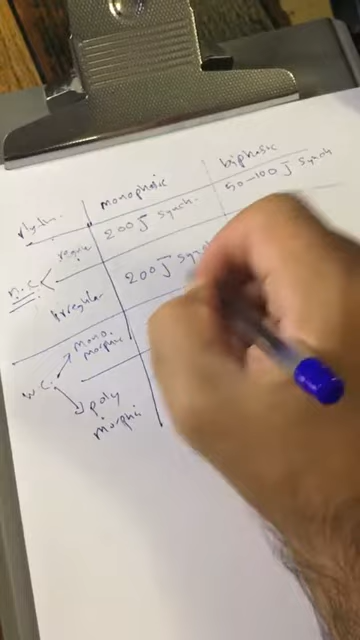 monophasic biphasic
rhythm.
regular 200 J synch. 50-100 J synch
n.c.
irregular 200 J synch
mono.
morphic
w.c.
poly
morphic